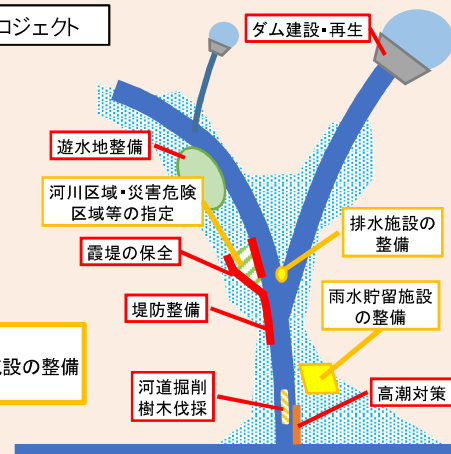 ロジェクト
ダム建設・再生
遊水地整備
河川区域・災害危険
区域等の指定
霞堤の保全
排水施設の
整備
堤防整備
雨水貯留施設
の整備
設の整備
河道掘削
樹木伐採
高潮対策